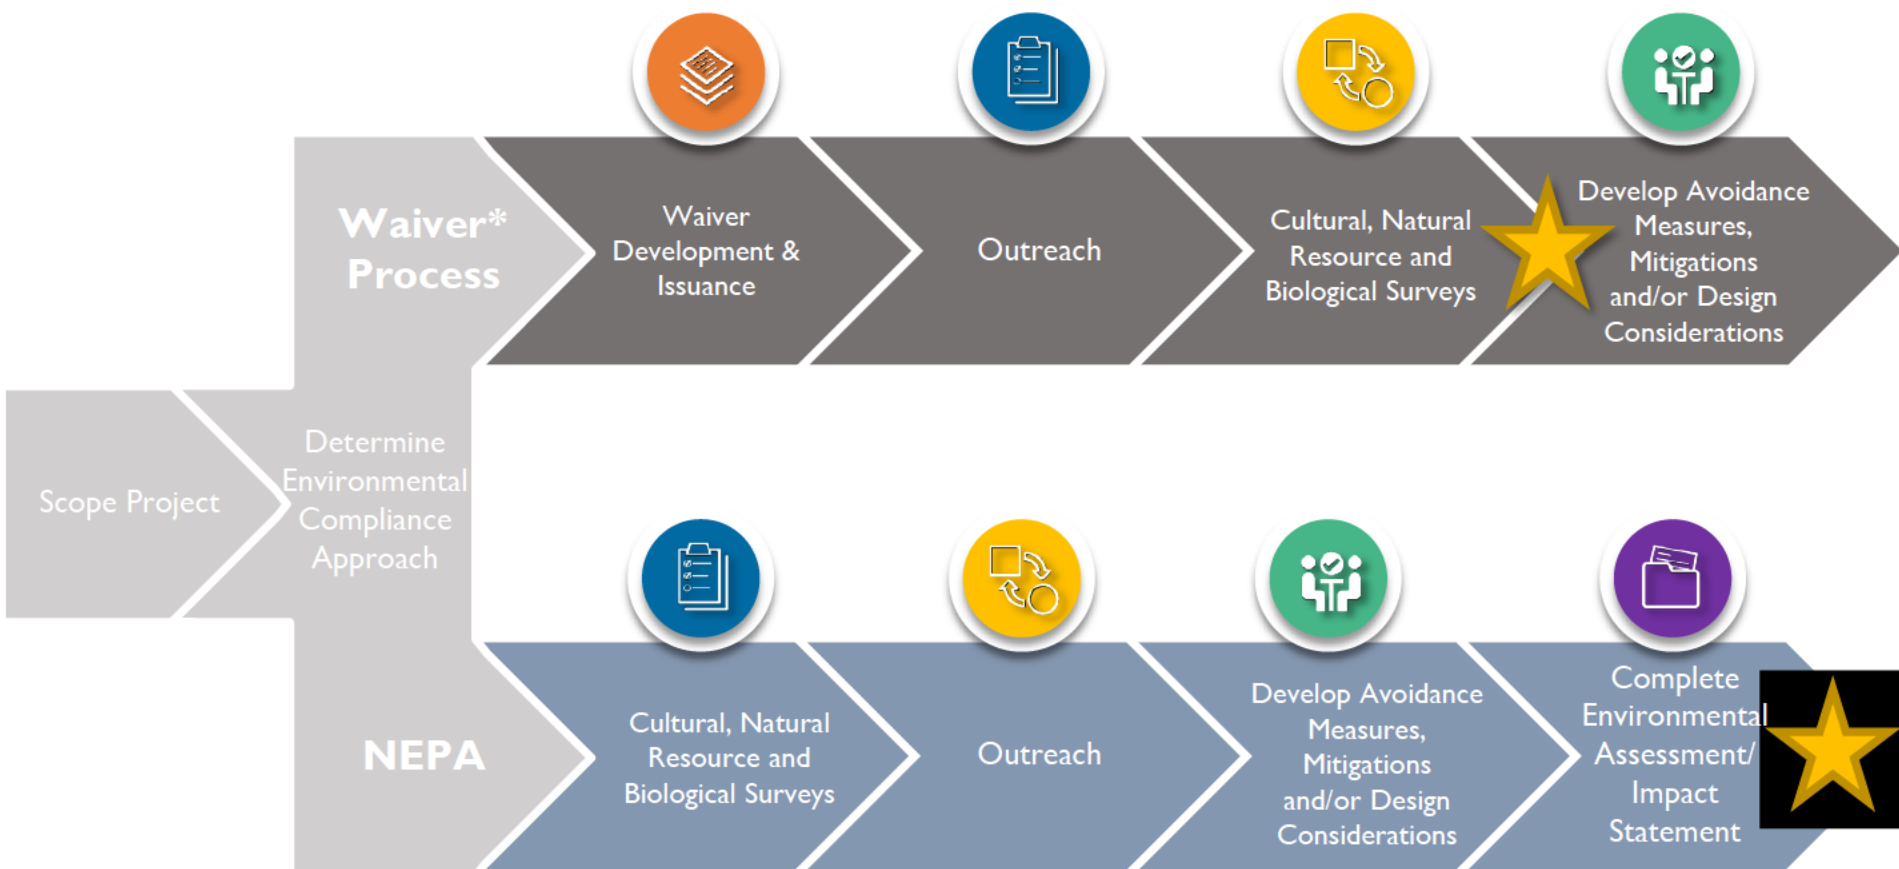 Waiver*
Process
Waiver
Development &
Issuance
Outreach
Cultural, Natural
Resource and
Biological Surveys
Develop Avoidance
Measures,
Mitigations
and/or Design
Considerations
Scope Project
Determine
Environmental
Compliance
Approach
NEPA
Cultural, Natural
Resource and
Biological Surveys
Outreach
Develop Avoidance
Measures,
Mitigations
and/or Design
Considerations
Complete
Environmental
Assessment/
Impact
Statement